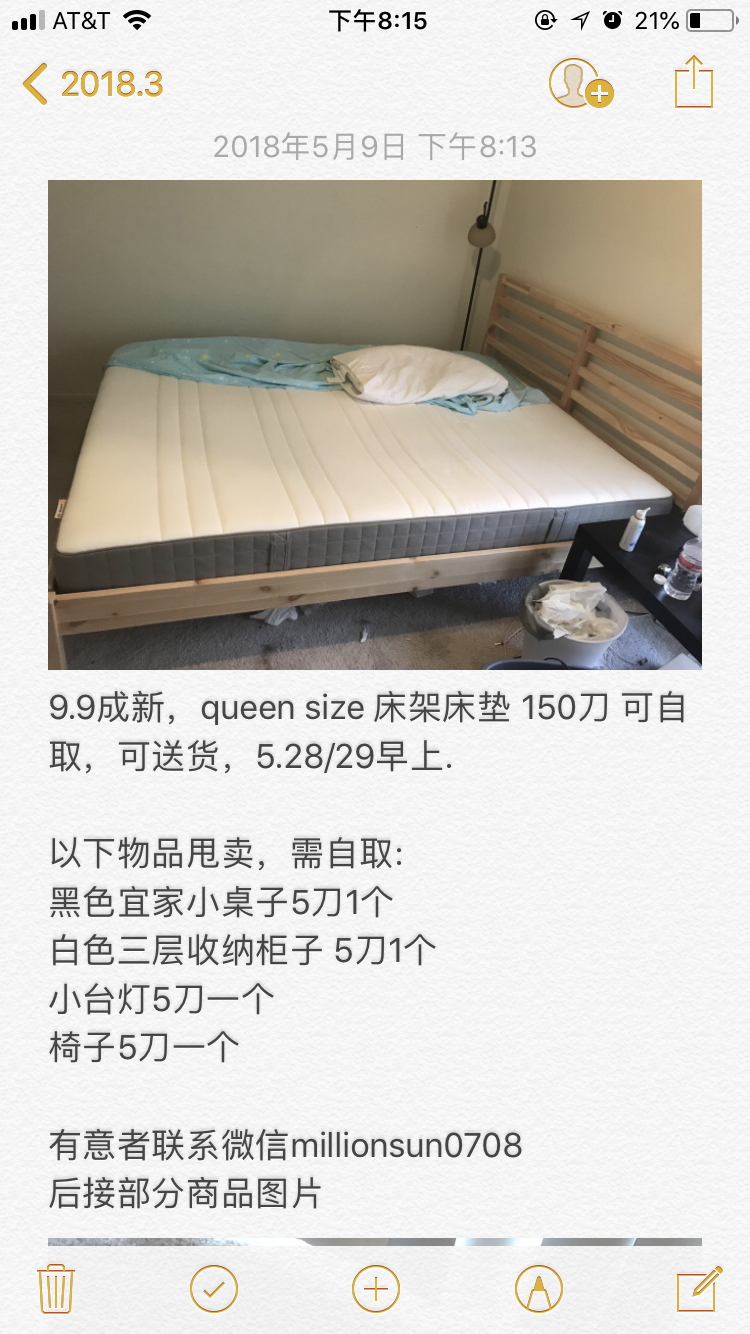 AT&T 下午8:15 21%
2018.3
2018年5月9日 下午8:13
9.9成新，queen size 床架床垫 150刀 可自
取，可送货，5.28/29早上.
以下物品甩卖，需自取:
黑色宜家小桌子5刀1个
白色三层收纳柜子 5刀1个
小台灯5刀一个
椅子5刀一个
有意者联系微信millionsun0708
后接部分商品图片